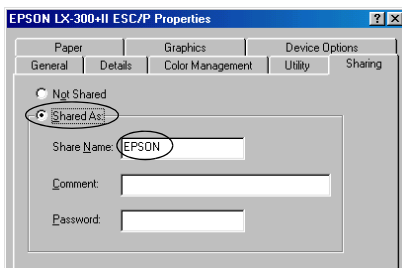 EPSON LX-300+II ESC/P Properties ? x
Paper Graphics Device Options
General Details Color Management Utility Sharing
Not Shared
Shared As:
Share Name: EPSON
Comment:
Password: